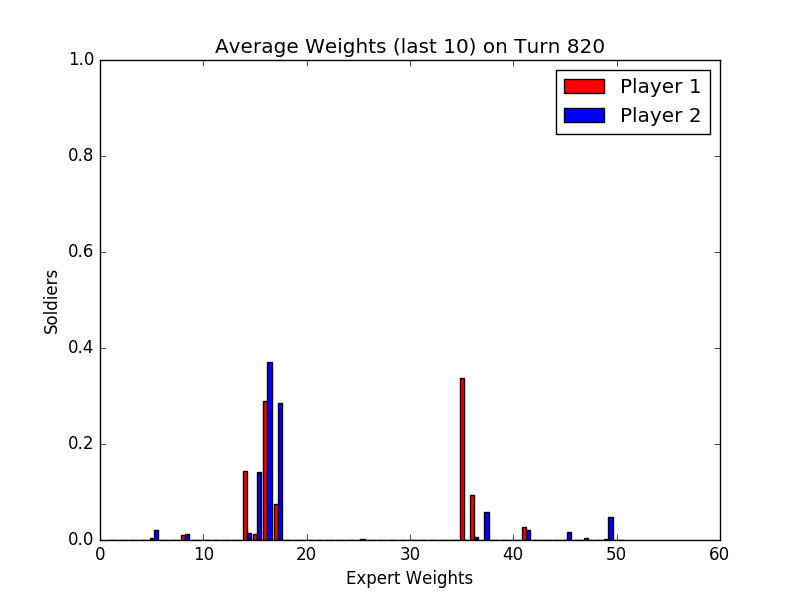 Average Weights (last 10) on Turn 820
1.0
Player 1
Player 2
0.8
0.6
Soldiers
0.4
0.2
0.0
0 10 20 30 40 50 60
Expert Weights